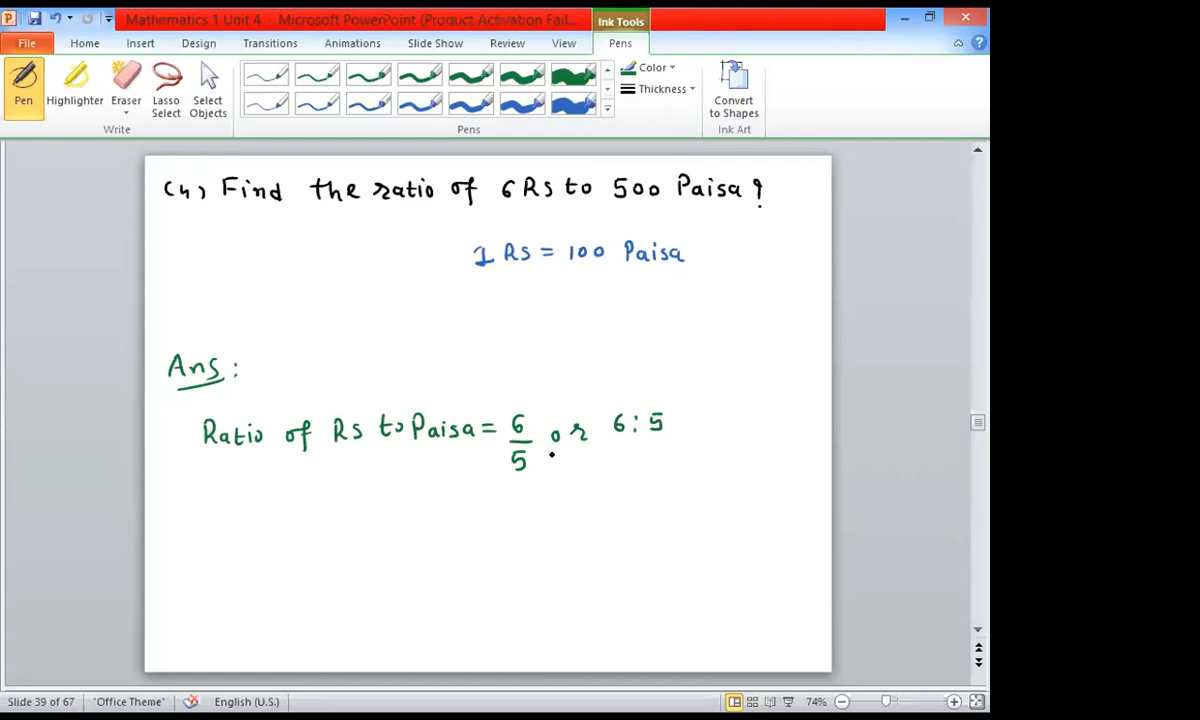 Mathematics 1 Unit 4 - Microsoft PowerPoint (Product Activation Fail...
Ink Tools
File Home Insert Design Transitions Animations Slide Show Review View Pens
Pen Highlighter Eraser Lasso Select Select Objects
Color
Thickness
Convert to Shapes
Write Pens Ink Art
(4) Find the ratio of 6 Rs to 500 Paisa?
1 Rs = 100 Paisa
Ans:
Ratio of Rs to Paisa = 6/5 or 6:5
Slide 39 of 67 "Office Theme" English (U.S.) 74%